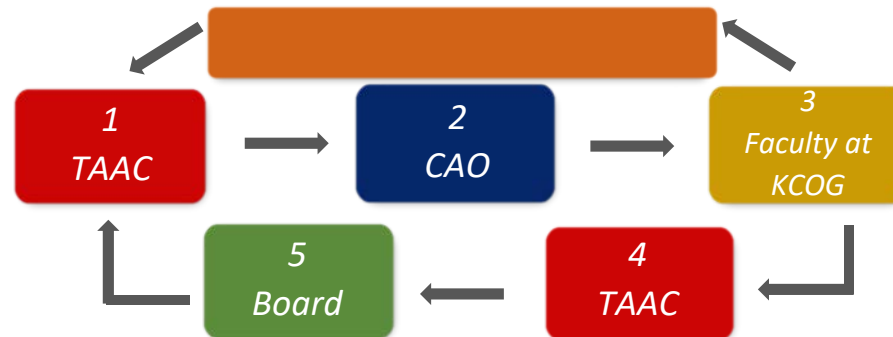 1
TAAC
2
CAO
3
Faculty at
KCOG
5
Board
4
TAAC